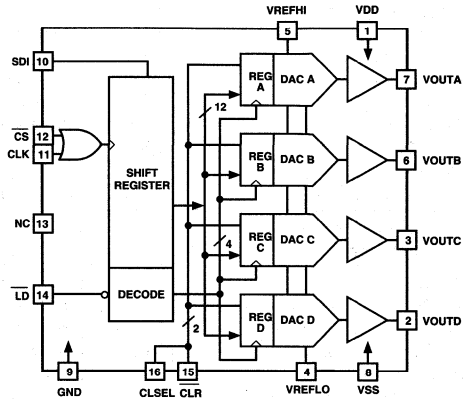 VREFHI
VDD
5
1
SDI 10
REG A
DAC A
7 VOUTA
12
CS 12
CLK 11
SHIFT REGISTER
REG B
DAC B
6 VOUTB
NC 13
4
REG C
DAC C
3 VOUTC
LD 14
DECODE
REG D
DAC D
2 VOUTD
2
9
16
15
4
8
GND
CLSEL
CLR
VREFLO
VSS